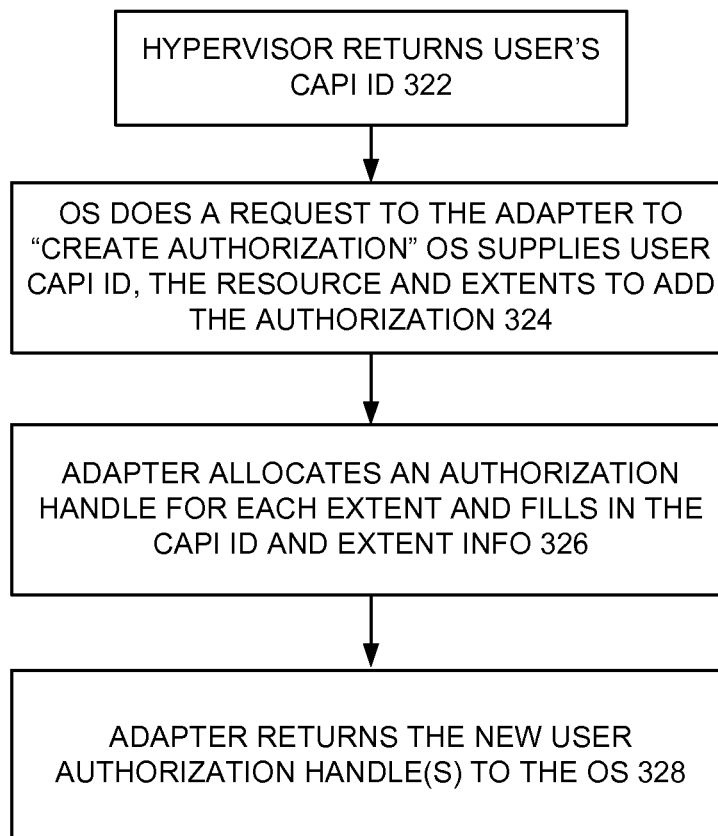 HYPERVISOR RETURNS USER’S
CAPI ID 322
OS DOES A REQUEST TO THE ADAPTER TO
“CREATE AUTHORIZATION” OS SUPPLIES USER
CAPI ID, THE RESOURCE AND EXTENTS TO ADD
THE AUTHORIZATION 324
ADAPTER ALLOCATES AN AUTHORIZATION
HANDLE FOR EACH EXTENT AND FILLS IN THE
CAPI ID AND EXTENT INFO 326
ADAPTER RETURNS THE NEW USER
AUTHORIZATION HANDLE(S) TO THE OS 328